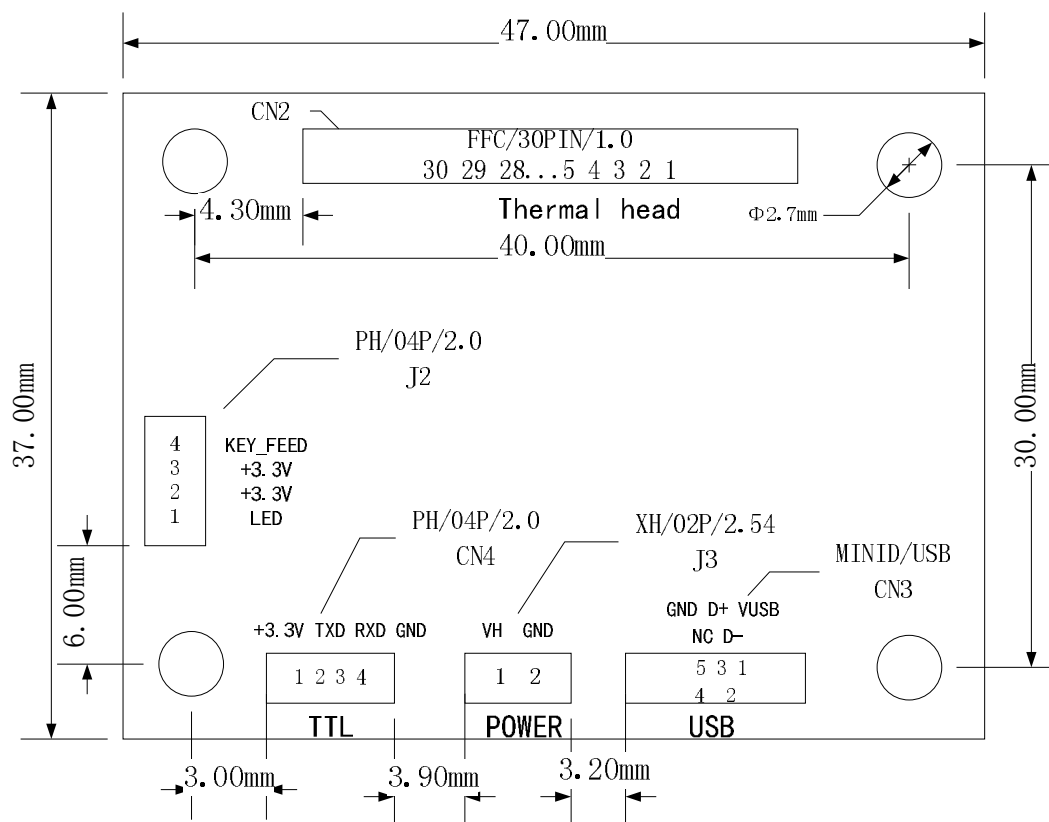 47.00mm
CN2
FFC/30PIN/1.0
30 29 28...5 4 3 2 1
4.30mm
Thermal head
Φ2.7mm
40.00mm
PH/04P/2.0
J2
37.00mm
30.00mm
4 KEY_FEED
3 +3.3V
2 +3.3V
1 LED
PH/04P/2.0
CN4
XH/02P/2.54
J3
MINID/USB
CN3
6.00mm
GND D+ VUSB
NC D-
+3.3V TXD RXD GND
VH GND
1 2 3 4
1 2
5 3 1
4 2
TTL
POWER
USB
3.00mm
3.90mm
3.20mm